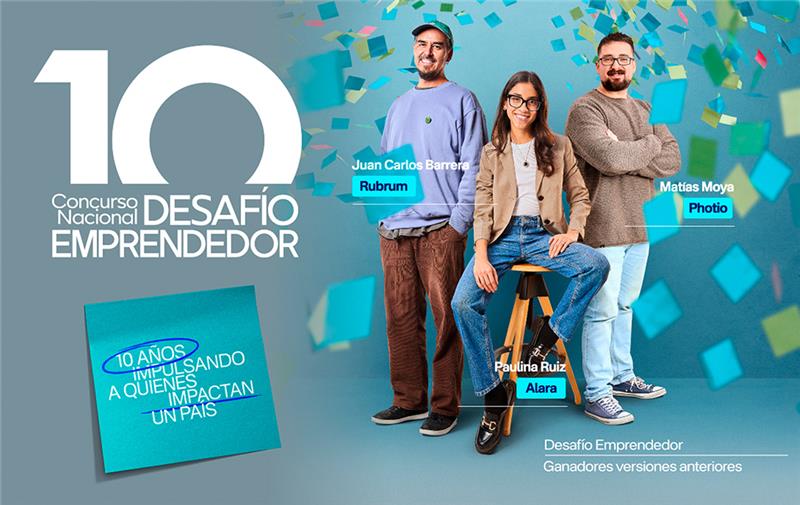 10
Concurso
Nacional
DESAFÍO
EMPRENDEDOR
10 AÑOS
IMPULSANDO
A QUIENES
IMPACTAN
UN PAÍS
Juan Carlos Barrera
Rubrum
Matías Moya
Photio
Paulina Ruiz
Alara
Desafío Emprendedor
Ganadores versiones anteriores